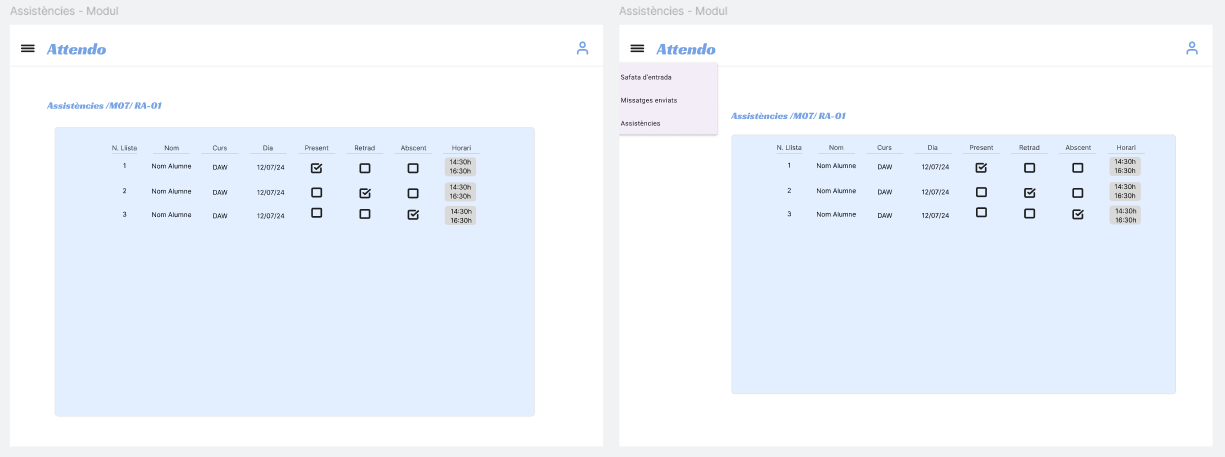 Assistències - Modul
Attendo
Assistències /M07/ RA-01
N. Llista Nom Curs Dia Present Retrad Abscent Horari
1 Nom Alumne DAW 12/07/24 14:30h
16:30h
2 Nom Alumne DAW 12/07/24 14:30h
16:30h
3 Nom Alumne DAW 12/07/24 14:30h
16:30h
Assistències - Modul
Attendo
Safata d'entrada
Missatges enviats
Assistències
Assistències /M07/ RA-01
N. Llista Nom Curs Dia Present Retrad Abscent Horari
1 Nom Alumne DAW 12/07/24 14:30h
16:30h
2 Nom Alumne DAW 12/07/24 14:30h
16:30h
3 Nom Alumne DAW 12/07/24 14:30h
16:30h